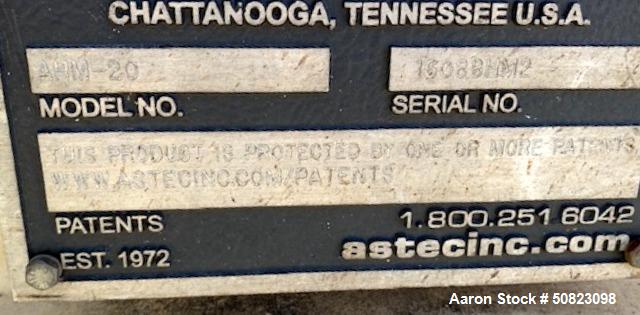 CHATTANOOGA, TENNESSEE U.S.A.
AHM-20
MODEL NO.
SERIAL NO.
THIS PRODUCT IS PROTECTED BY ONE OR MORE PATENTS
WWW.ASTECINC.COM/PATENTS
PATENTS
1.800.251 6042
EST. 1972
astecinc.com
Aaron Stock # 50823098